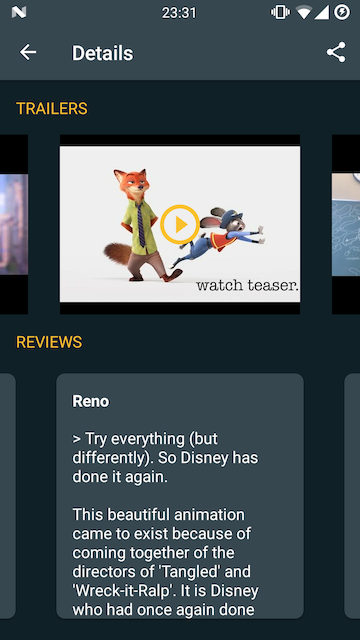 23:31
Details
TRAILERS
watch teaser.
REVIEWS
Reno
> Try everything (but
differently). So Disney has
done it again.
This beautiful animation
came to exist because of
coming together of the
directors of 'Tangled' and
'Wreck-it-Ralp'. It is Disney
who had once again done